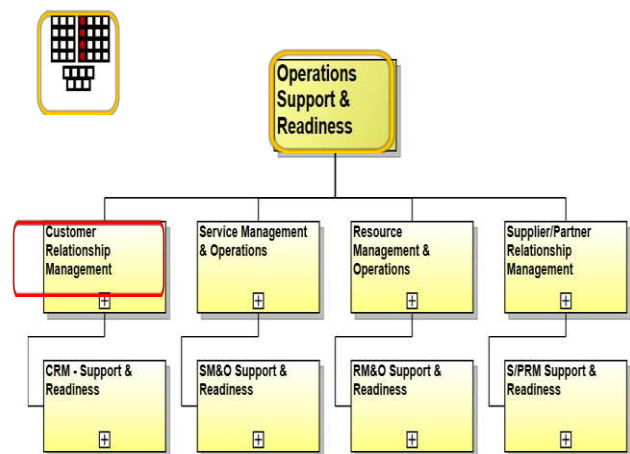 Operations
Support &
Readiness
Customer
Relationship
Management
Service Management
& Operations
Resource
Management &
Operations
Supplier/Partner
Relationship
Management
CRM - Support &
Readiness
SM&O Support &
Readiness
RM&O Support &
Readiness
S/PRM Support &
Readiness